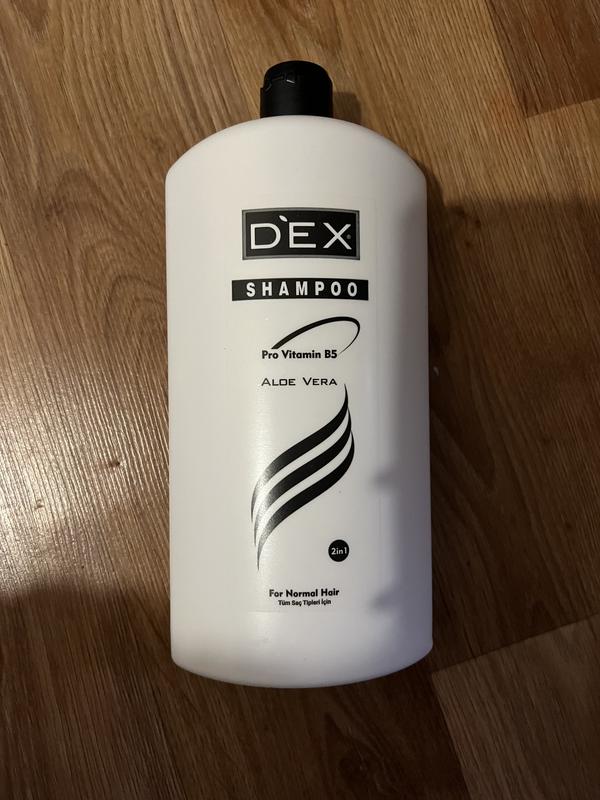 D'EX
SHAMPOO
Pro Vitamin B5
ALOE VERA
2in1
For Normal Hair
Tüm Saç Tipleri İçin